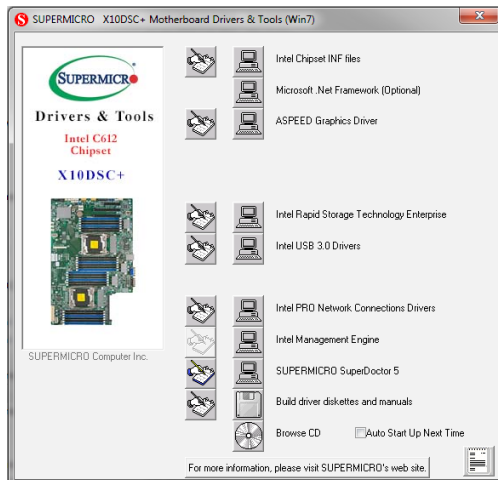 SUPERMICRO X10DSC+ Motherboard Drivers & Tools (Win7)
SUPERMICR
Drivers & Tools
Intel C612
Chipset
X10DSC+
SUPERMICRO Computer Inc.
Intel Chipset INF files
Microsoft .Net Framework (Optional)
ASPEED Graphics Driver
Intel Rapid Storage Technology Enterprise
Intel USB 3.0 Drivers
Intel PRO Network Connections Drivers
Intel Management Engine
SUPERMICRO SuperDoctor 5
Build driver diskettes and manuals
Browse CD
Auto Start Up Next Time
For more information, please visit SUPERMICRO's web site.